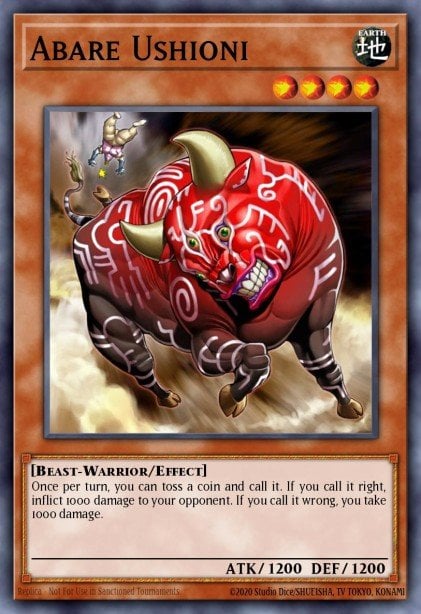 Abare Ushioni
EARTH
地
[Beast-Warrior/Effect]
Once per turn, you can toss a coin and call it. If you call it right,
inflict 1000 damage to your opponent. If you call it wrong, you take
1000 damage.
ATK/1200 DEF/1200
Replica - Not For Use in Sanctioned Tournaments
©2020 Studio Dice/SHUEISHA, TV TOKYO, KONAMI